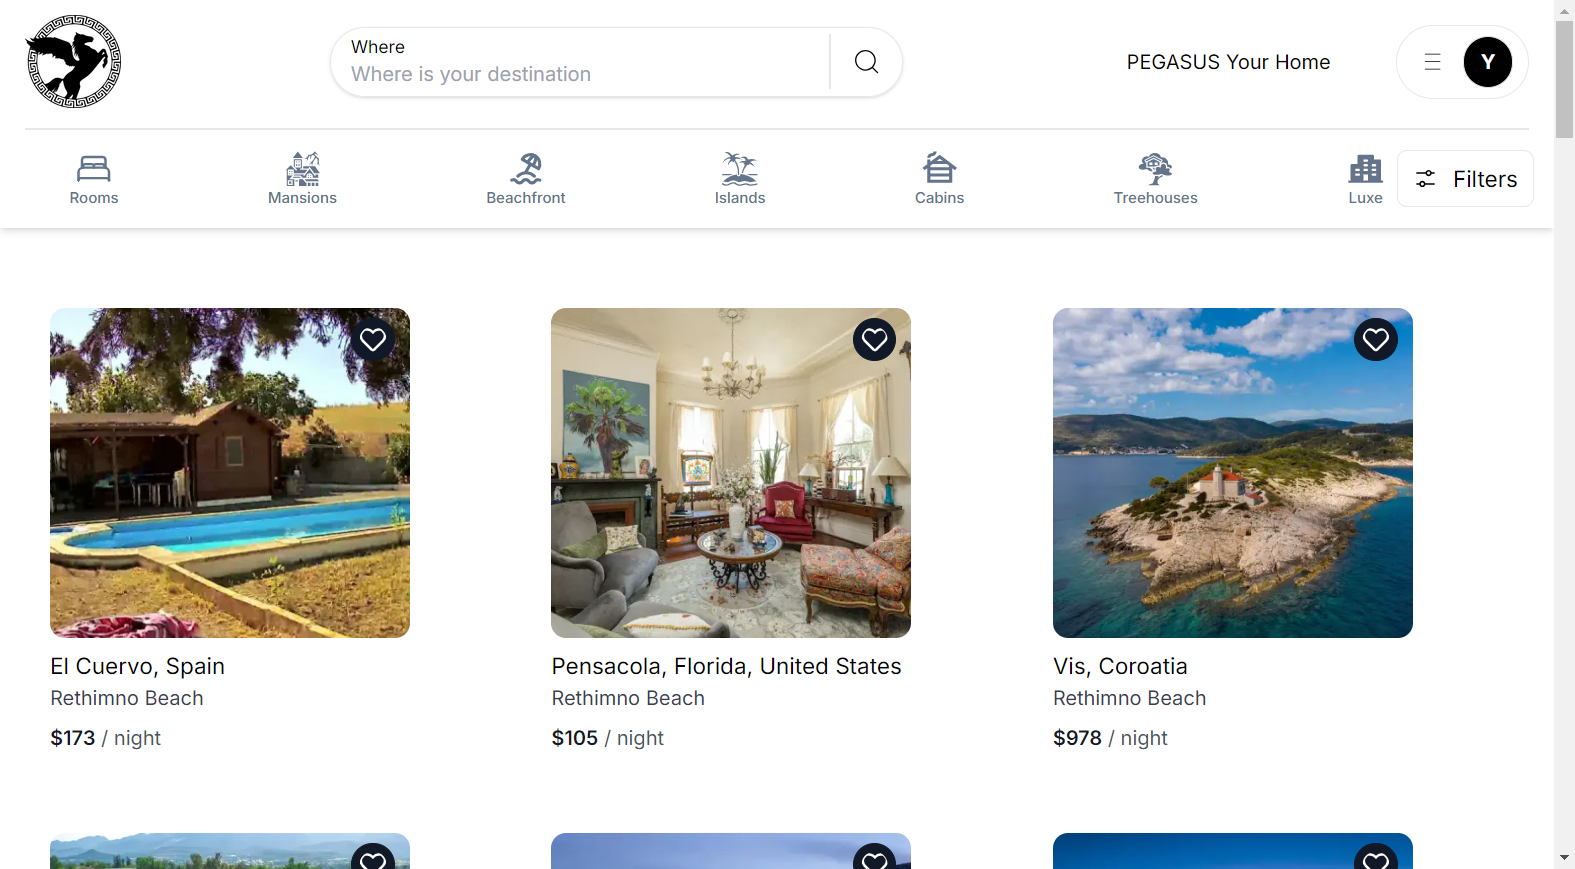 Where
Where is your destination
PEGASUS Your Home
Y
Rooms
Mansions
Beachfront
Islands
Cabins
Treehouses
Luxe
Filters
El Cuervo, Spain
Rethimno Beach
$173 / night
Pensacola, Florida, United States
Rethimno Beach
$105 / night
Vis, Coroatia
Rethimno Beach
$978 / night